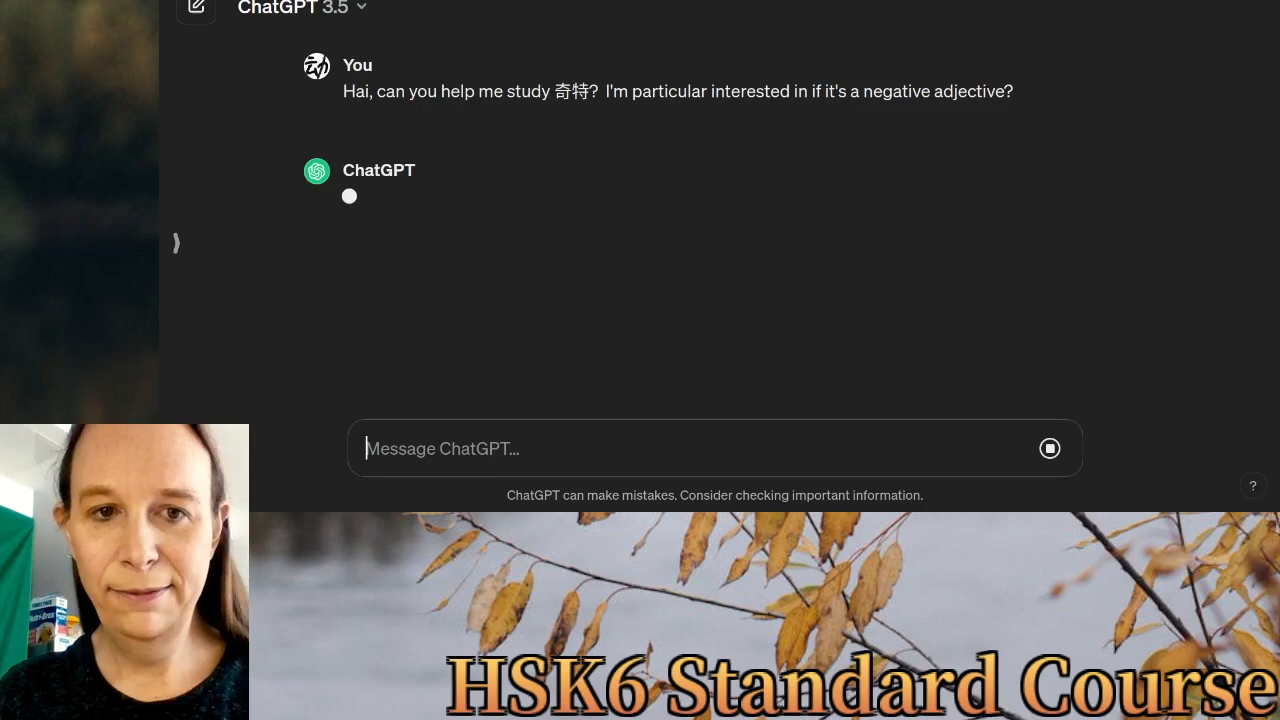 ChatGPT 3.5
You
Hai, can you help me study 奇特? I'm particular interested in if it's a negative adjective?
ChatGPT
Message ChatGPT...
ChatGPT can make mistakes. Consider checking important information.
?
HSK6 Standard Course